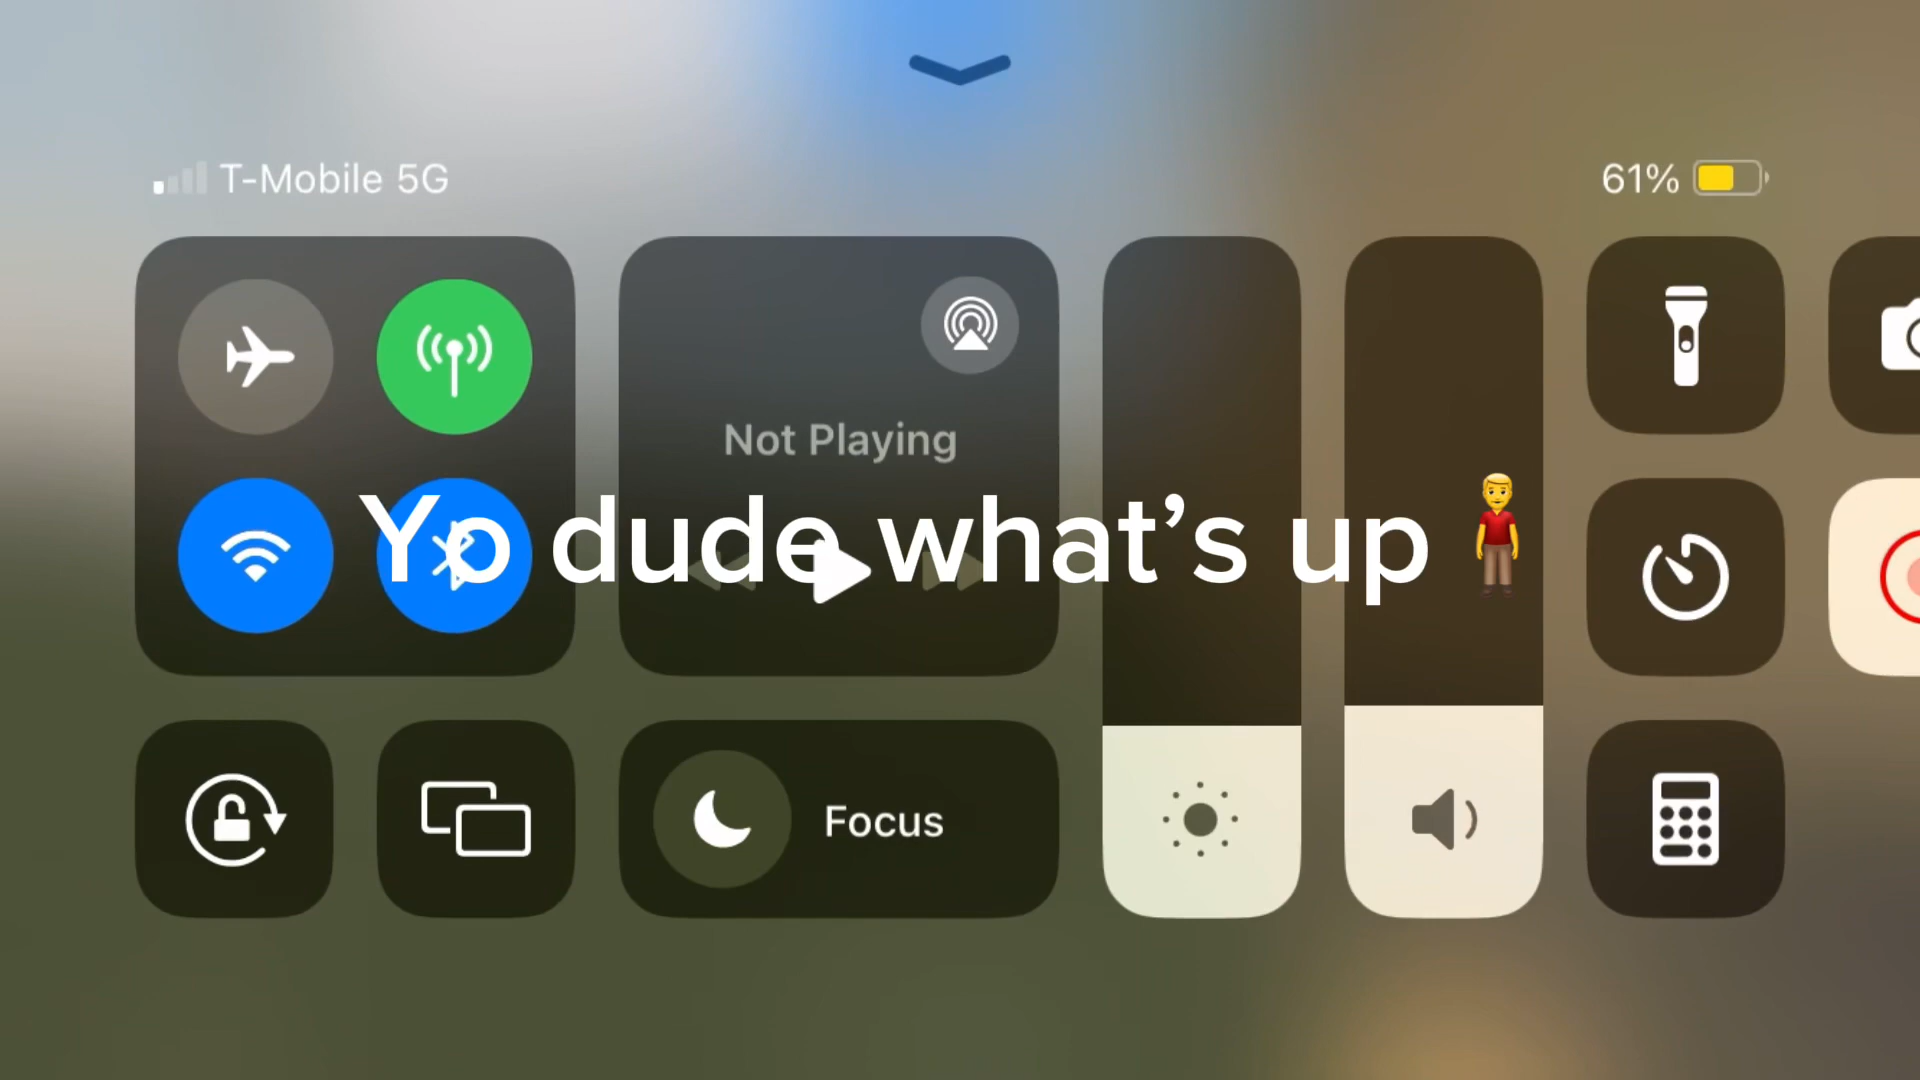 T-Mobile 5G
61%
Not Playing
Yo dude what’s up 🧍‍♂️
Focus